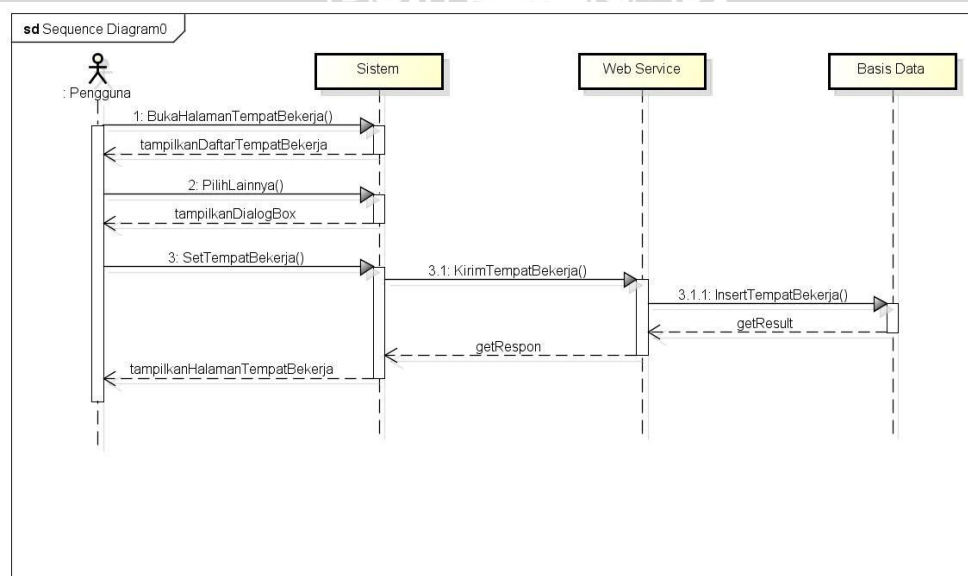 sd Sequence Diagram0
: Pengguna
Sistem
Web Service
Basis Data
1: BukaHalamanTempatBekerja()
tampilkanDaftarTempatBekerja
2: PilihLainnya()
tampilkanDialogBox
3: SetTempatBekerja()
3.1: KirimTempatBekerja()
3.1.1: InsertTempatBekerja()
getResult
getRespon
tampilkanHalamanTempatBekerja